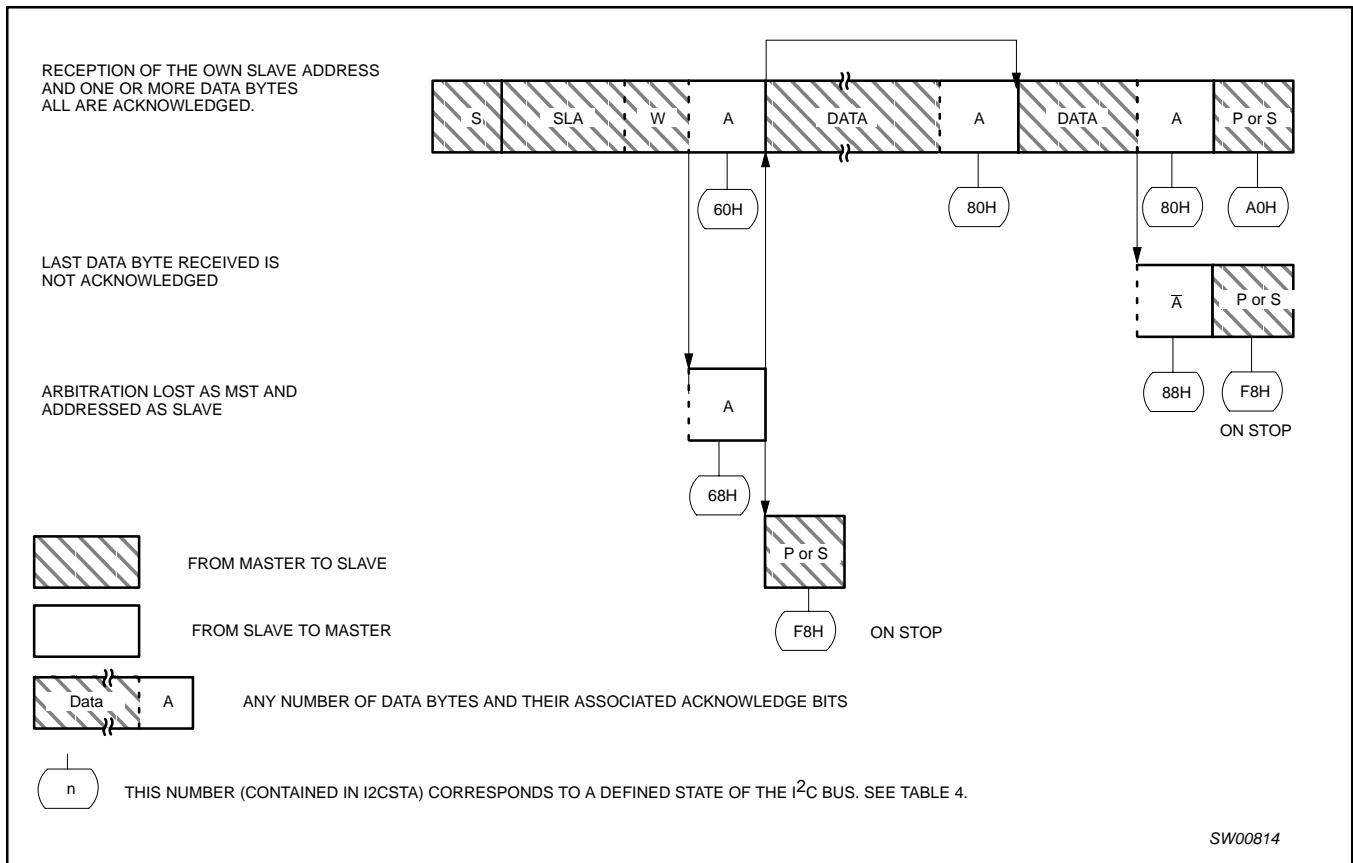 RECEPTION OF THE OWN SLAVE ADDRESS
AND ONE OR MORE DATA BYTES
ALL ARE ACKNOWLEDGED.
S SLA W A DATA A DATA A P or S
60H 80H 80H A0H
LAST DATA BYTE RECEIVED IS
NOT ACKNOWLEDGED
A̅ P or S
88H F8H
ON STOP
ARBITRATION LOST AS MST AND
ADDRESSED AS SLAVE
A
68H
P or S
F8H ON STOP
FROM MASTER TO SLAVE
FROM SLAVE TO MASTER
Data A ANY NUMBER OF DATA BYTES AND THEIR ASSOCIATED ACKNOWLEDGE BITS
n THIS NUMBER (CONTAINED IN I2CSTA) CORRESPONDS TO A DEFINED STATE OF THE I²C BUS. SEE TABLE 4.
SW00814